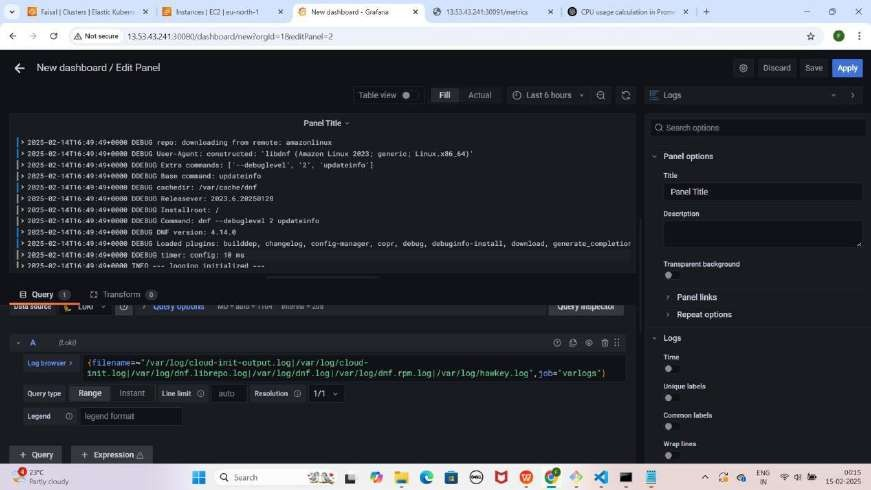 Faisal | Clusters | Elastic Kubern
Instances | EC2 | eu-north-1
New dashboard - Grafana
13.53.43.241:30091/metrics
CPU usage calculation in Prom
Not secure 13.53.43.241:30080/dashboard/new?orgId=1&editPanel=2
New dashboard / Edit Panel
Discard Save Apply
Table view Fill Actual Last 6 hours
Logs
Panel Title
2025-02-14T16:49:49+0000 DEBUG repo: downloading from remote: amazonlinux
2025-02-14T16:49:49+0000 DEBUG User-Agent: constructed: 'libdnf (Amazon Linux 2023; generic; Linux.x86_64)'
2025-02-14T16:49:49+0000 DDEBUG Extra commands: ['--debuglevel', '2', 'updateinfo']
2025-02-14T16:49:49+0000 DDEBUG Base command: updateinfo
2025-02-14T16:49:49+0000 DEBUG cachedir: /var/cache/dnf
2025-02-14T16:49:49+0000 DDEBUG Releasever: 2023.6.20250128
2025-02-14T16:49:49+0000 DDEBUG Installroot: /
2025-02-14T16:49:49+0000 DDEBUG Command: dnf --debuglevel 2 updateinfo
2025-02-14T16:49:49+0000 DEBUG DNF version: 4.14.0
2025-02-14T16:49:49+0000 DEBUG Loaded plugins: builddep, changelog, config-manager, copr, debug, debuginfo-install, download, generate_completion
2025-02-14T16:49:49+0000 DDEBUG timer: config: 10 ms
2025-02-14T16:49:49+0000 INFO --- logging initialized ---
Search options
Panel options
Title
Panel Title
Description
Transparent background
Panel links
Repeat options
Logs
Time
Unique labels
Common labels
Wrap lines
Query 1 Transform 0
Data source Loki Query options MD = auto = 1104 Interval = 20s Query inspector
A (Loki)
Log browser > {filename=~"/var/log/cloud-init-output.log|/var/log/cloud-
init.log|/var/log/dnf.librepo.log|/var/log/dnf.log|/var/log/dnf.rpm.log|/var/log/hawkey.log",job="varlogs"}
Query type Range Instant Line limit auto Resolution 1/1
Legend legend format
+ Query + Expression
4
23°C
Partly cloudy
Search
ENG
IN
00:15
15-02-2025